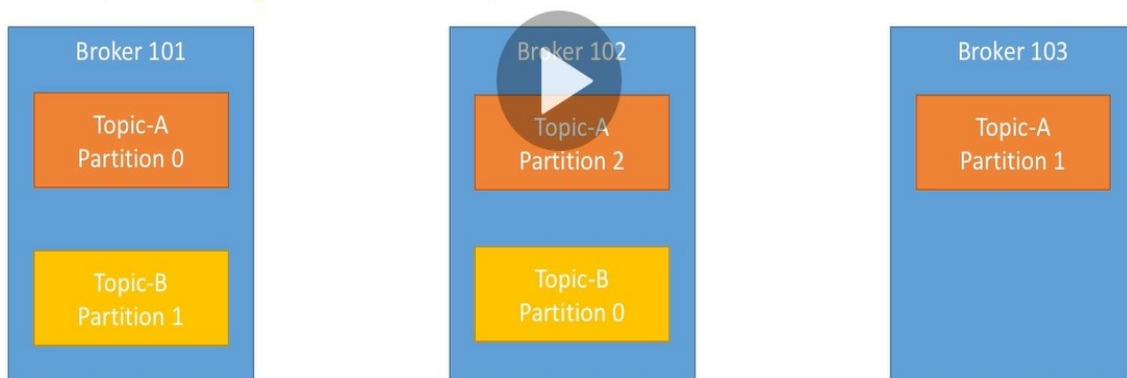 Broker 101
Topic-A
Partition 0
Topic-B
Partition 1
Broker 102
Topic-A
Partition 2
Topic-B
Partition 0
Broker 103
Topic-A
Partition 1